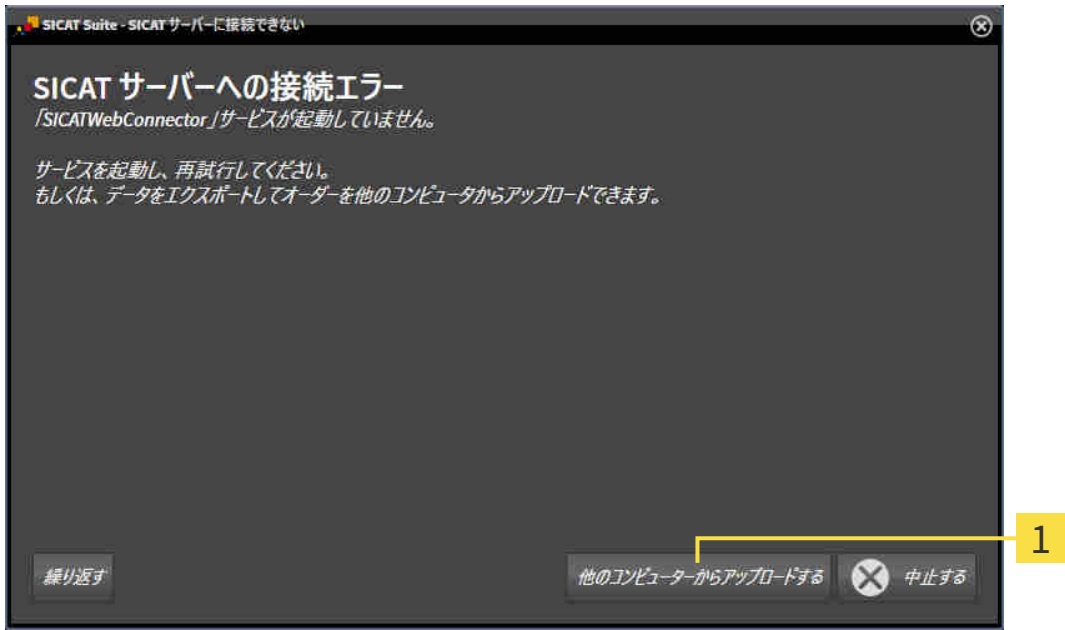 SICAT Suite - SICAT サーバーに接続できない
SICAT サーバーへの接続エラー
「SICATWebConnector」サービスが起動していません。
サービスを起動し、再試行してください。
もしくは、データをエクスポートしてオーダーを他のコンピュータからアップロードできます。
1
繰り返す 他のコンピューターからアップロードする 中止する